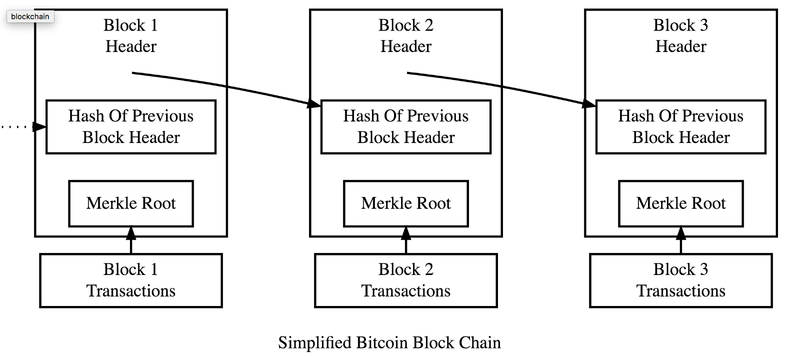 blockchain
Block 1
Header
Hash Of Previous
Block Header
Merkle Root
Block 1
Transactions
Block 2
Header
Hash Of Previous
Block Header
Merkle Root
Block 2
Transactions
Block 3
Header
Hash Of Previous
Block Header
Merkle Root
Block 3
Transactions
Simplified Bitcoin Block Chain